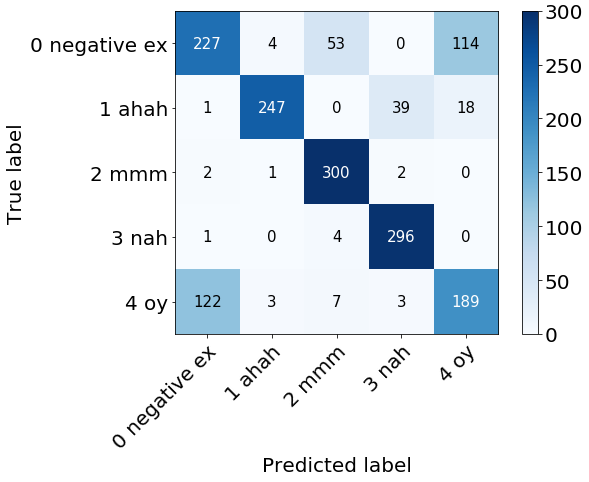 0 negative ex 227 4 53 0 114
1 ahah 1 247 0 39 18
2 mmm 2 1 300 2 0
3 nah 1 0 4 296 0
4 oy 122 3 7 3 189
0 negative ex 1 ahah 2 mmm 3 nah 4 oy
Predicted label
True label
300
250
200
150
100
50
0